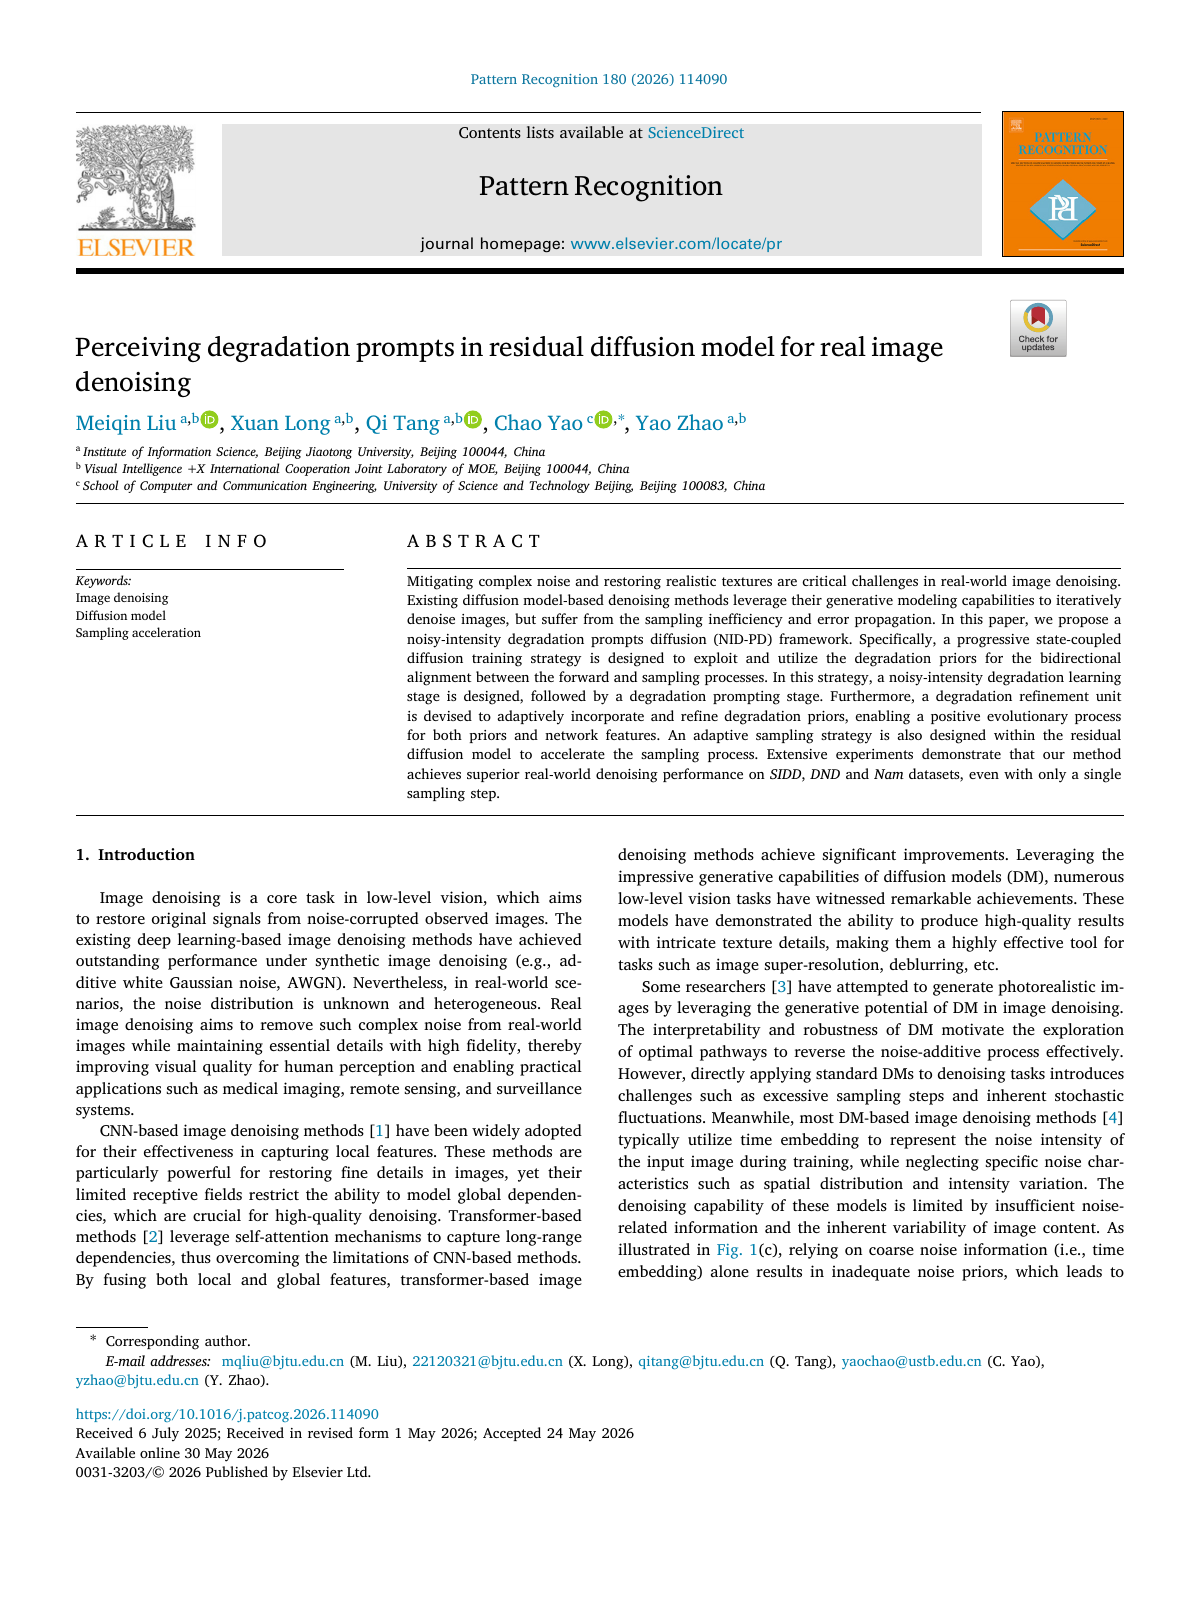 Pattern Recognition 180 (2026) 114090
Contents lists available at ScienceDirect
Pattern Recognition
journal homepage: www.elsevier.com/locate/pr
ELSEVIER
PATTERN
RECOGNITION
Check for
updates
Perceiving degradation prompts in residual diffusion model for real image
denoising
Meiqin Liu a,b, Xuan Long a,b, Qi Tang a,b, Chao Yao c,*, Yao Zhao a,b
a Institute of Information Science, Beijing Jiaotong University, Beijing 100044, China
b Visual Intelligence +X International Cooperation Joint Laboratory of MOE, Beijing 100044, China
c School of Computer and Communication Engineering, University of Science and Technology Beijing, Beijing 100083, China
ARTICLE INFO
Keywords:
Image denoising
Diffusion model
Sampling acceleration
ABSTRACT
Mitigating complex noise and restoring realistic textures are critical challenges in real-world image denoising.
Existing diffusion model-based denoising methods leverage their generative modeling capabilities to iteratively
denoise images, but suffer from the sampling inefficiency and error propagation. In this paper, we propose a
noisy-intensity degradation prompts diffusion (NID-PD) framework. Specifically, a progressive state-coupled
diffusion training strategy is designed to exploit and utilize the degradation priors for the bidirectional
alignment between the forward and sampling processes. In this strategy, a noisy-intensity degradation learning
stage is designed, followed by a degradation prompting stage. Furthermore, a degradation refinement unit
is devised to adaptively incorporate and refine degradation priors, enabling a positive evolutionary process
for both priors and network features. An adaptive sampling strategy is also designed within the residual
diffusion model to accelerate the sampling process. Extensive experiments demonstrate that our method
achieves superior real-world denoising performance on SIDD, DND and Nam datasets, even with only a single
sampling step.
1. Introduction
Image denoising is a core task in low-level vision, which aims
to restore original signals from noise-corrupted observed images. The
existing deep learning-based image denoising methods have achieved
outstanding performance under synthetic image denoising (e.g., ad-
ditive white Gaussian noise, AWGN). Nevertheless, in real-world sce-
narios, the noise distribution is unknown and heterogeneous. Real
image denoising aims to remove such complex noise from real-world
images while maintaining essential details with high fidelity, thereby
improving visual quality for human perception and enabling practical
applications such as medical imaging, remote sensing, and surveillance
systems.
CNN-based image denoising methods [1] have been widely adopted
for their effectiveness in capturing local features. These methods are
particularly powerful for restoring fine details in images, yet their
limited receptive fields restrict the ability to model global dependen-
cies, which are crucial for high-quality denoising. Transformer-based
methods [2] leverage self-attention mechanisms to capture long-range
dependencies, thus overcoming the limitations of CNN-based methods.
By fusing both local and global features, transformer-based image
denoising methods achieve significant improvements. Leveraging the
impressive generative capabilities of diffusion models (DM), numerous
low-level vision tasks have witnessed remarkable achievements. These
models have demonstrated the ability to produce high-quality results
with intricate texture details, making them a highly effective tool for
tasks such as image super-resolution, deblurring, etc.
Some researchers [3] have attempted to generate photorealistic im-
ages by leveraging the generative potential of DM in image denoising.
The interpretability and robustness of DM motivate the exploration
of optimal pathways to reverse the noise-additive process effectively.
However, directly applying standard DMs to denoising tasks introduces
challenges such as excessive sampling steps and inherent stochastic
fluctuations. Meanwhile, most DM-based image denoising methods [4]
typically utilize time embedding to represent the noise intensity of
the input image during training, while neglecting specific noise char-
acteristics such as spatial distribution and intensity variation. The
denoising capability of these models is limited by insufficient noise-
related information and the inherent variability of image content. As
illustrated in Fig. 1(c), relying on coarse noise information (i.e., time
embedding) alone results in inadequate noise priors, which leads to
* Corresponding author.
E-mail addresses: mqliu@bjtu.edu.cn (M. Liu), 22120321@bjtu.edu.cn (X. Long), qitang@bjtu.edu.cn (Q. Tang), yaochao@ustb.edu.cn (C. Yao),
yzhao@bjtu.edu.cn (Y. Zhao).
https://doi.org/10.1016/j.patcog.2026.114090
Received 6 July 2025; Received in revised form 1 May 2026; Accepted 24 May 2026
Available online 30 May 2026
0031-3203/© 2026 Published by Elsevier Ltd.